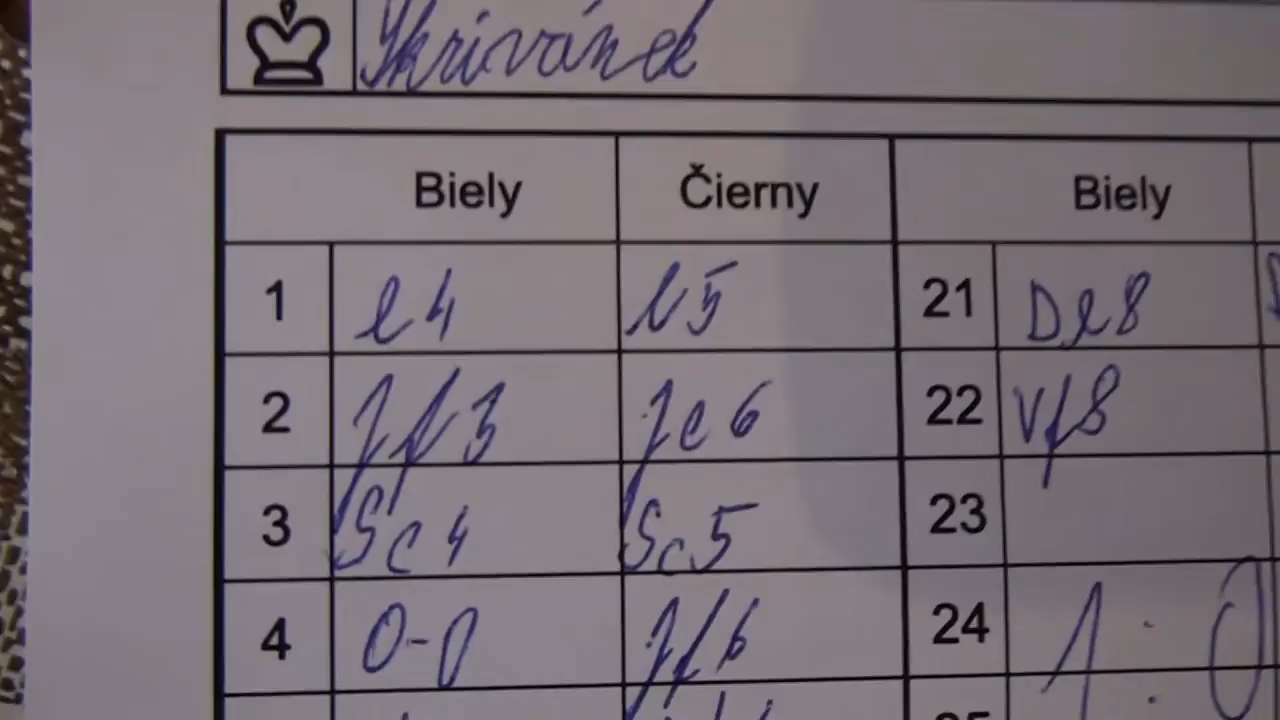 Skrivánek
Biely Čierny Biely
1 e4 e5 21 De8
2 Jf3 Jc6 22 Vf8
3 Sc4 Sc5 23
4 0-0 Jf6 24 1:0